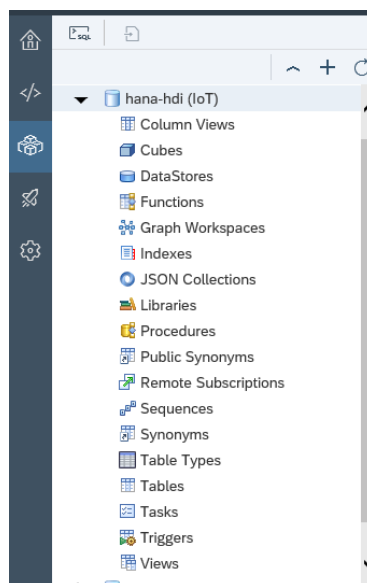 SQL
</>
hana-hdi (IoT)
Column Views
Cubes
DataStores
Functions
Graph Workspaces
Indexes
JSON Collections
Libraries
Procedures
Public Synonyms
Remote Subscriptions
Sequences
Synonyms
Table Types
Tables
Tasks
Triggers
Views